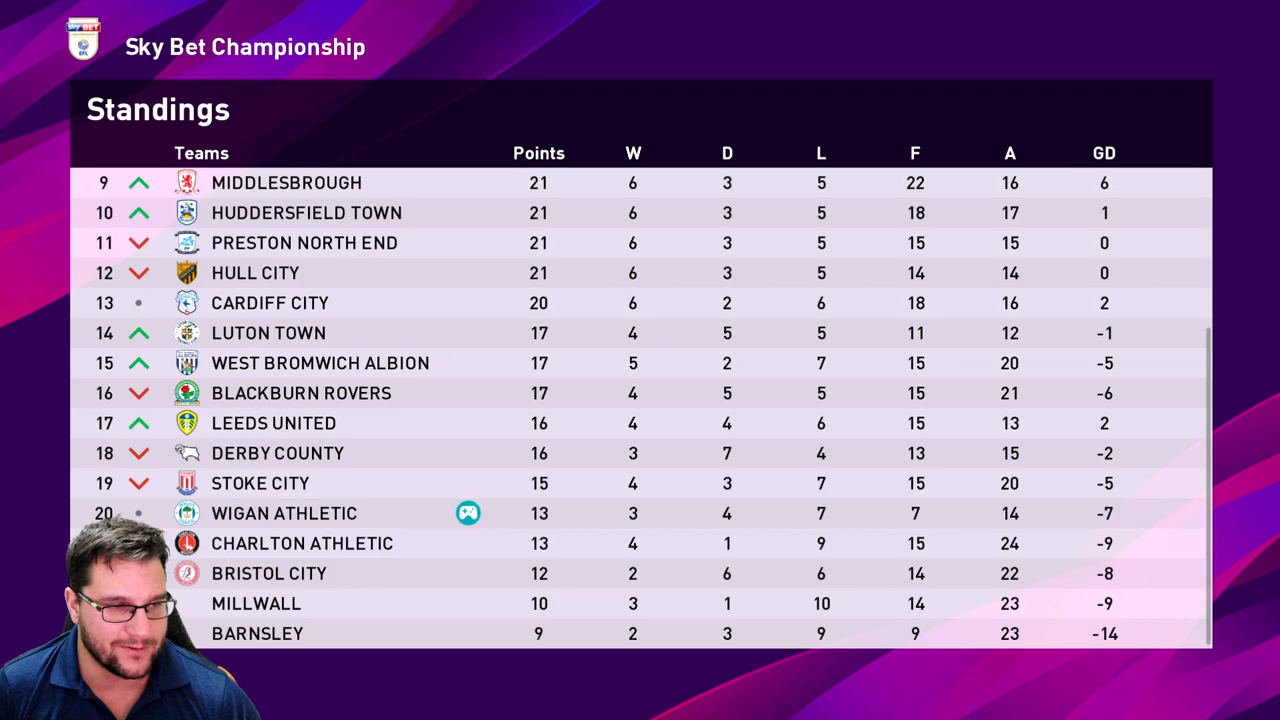 SKY BET
EFL
Sky Bet Championship
Standings
Teams Points W D L F A GD
9 MIDDLESBROUGH 21 6 3 5 22 16 6
10 HUDDERSFIELD TOWN 21 6 3 5 18 17 1
11 PRESTON NORTH END 21 6 3 5 15 15 0
12 HULL CITY 21 6 3 5 14 14 0
13 CARDIFF CITY 20 6 2 6 18 16 2
14 LUTON TOWN 17 4 5 5 11 12 -1
15 WEST BROMWICH ALBION 17 5 2 7 15 20 -5
16 BLACKBURN ROVERS 17 4 5 5 15 21 -6
17 LEEDS UNITED 16 4 4 6 15 13 2
18 DERBY COUNTY 16 3 7 4 13 15 -2
19 STOKE CITY 15 4 3 7 15 20 -5
20 WIGAN ATHLETIC 13 3 4 7 7 14 -7
CHARLTON ATHLETIC 13 4 1 9 15 24 -9
BRISTOL CITY 12 2 6 6 14 22 -8
MILLWALL 10 3 1 10 14 23 -9
BARNSLEY 9 2 3 9 9 23 -14